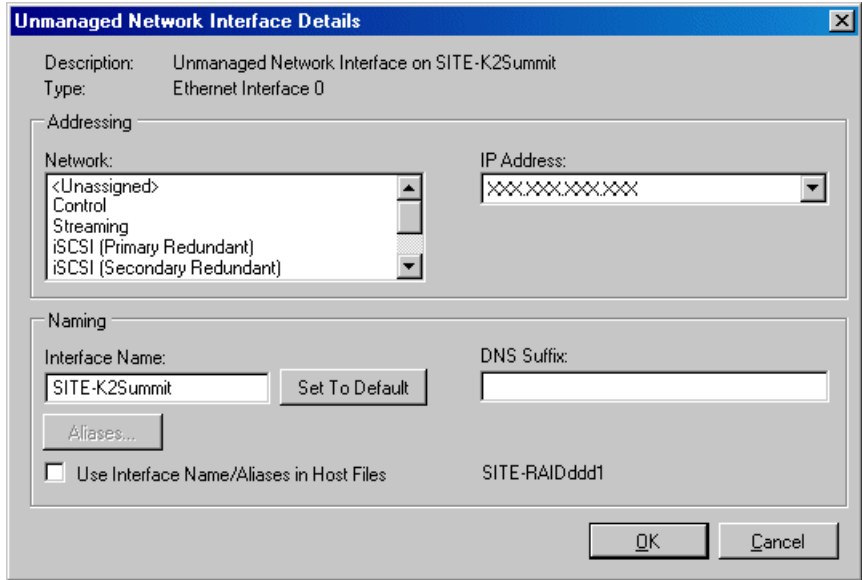 Unmanaged Network Interface Details
Description: Unmanaged Network Interface on SITE-K2Summit
Type: Ethernet Interface 0
Addressing
Network:
<Unassigned>
Control
Streaming
iSCSI (Primary Redundant)
iSCSI (Secondary Redundant)
IP Address:
XXX.XXX.XXX.XXX
Naming
Interface Name:
SITE-K2Summit
Set To Default
DNS Suffix:
Aliases...
Use Interface Name/Aliases in Host Files
SITE-RAIDddd1
OK
Cancel